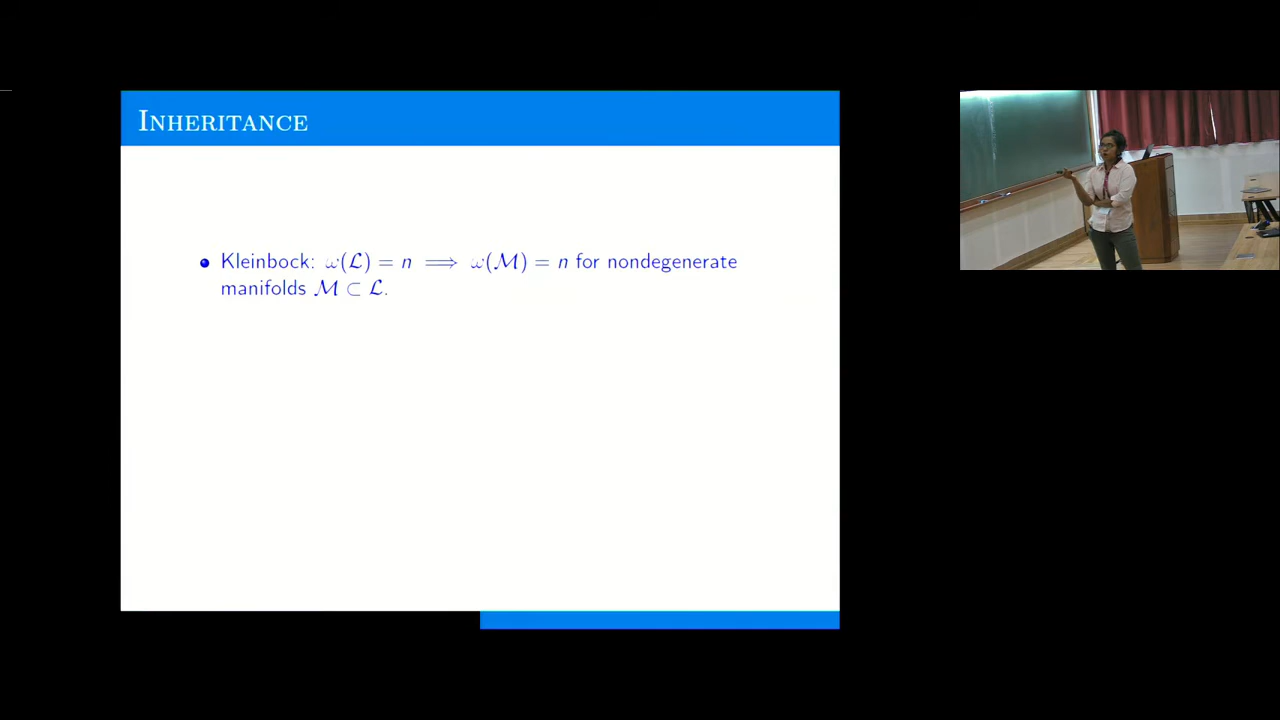 INHERITANCE
Kleinbock: ω(ℒ) = n ⟹ ω(ℳ) = n for nondegenerate
manifolds ℳ ⊂ ℒ.